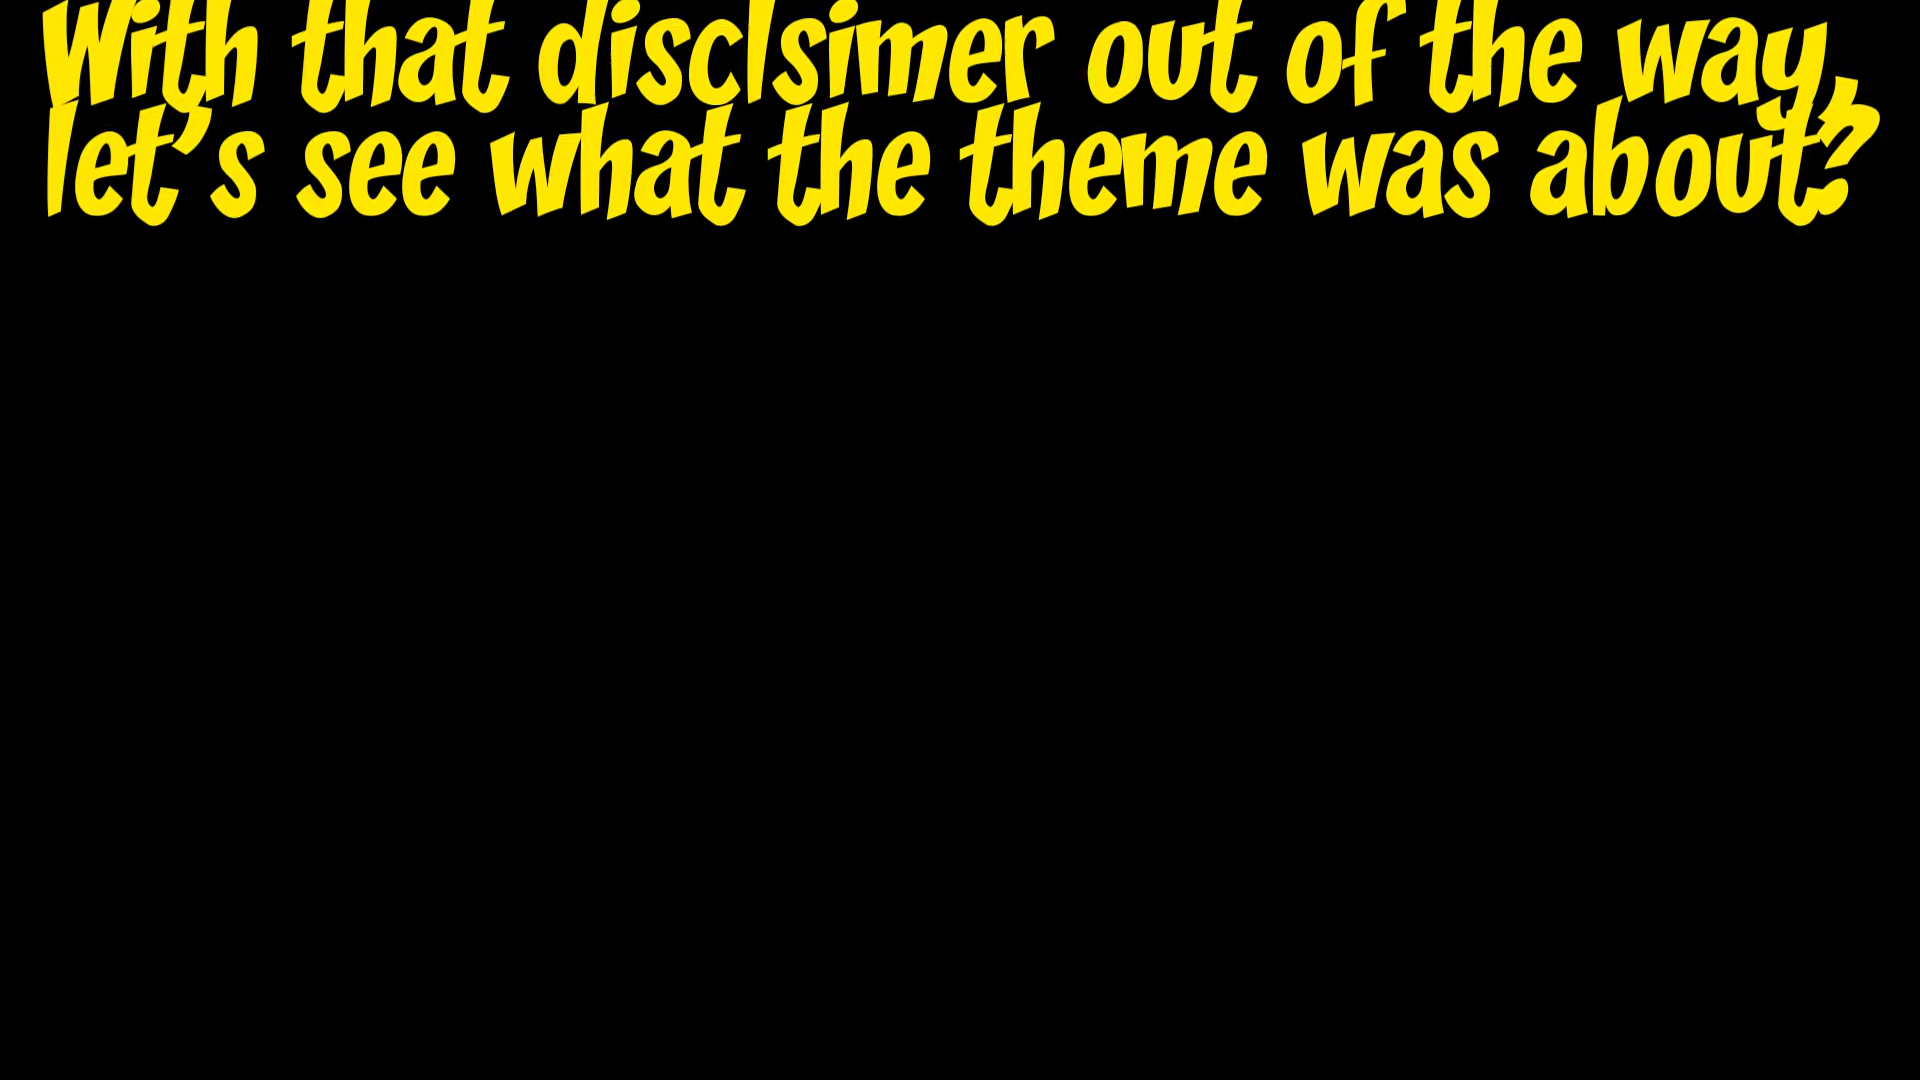 With that disclsimer out of the way,
let's see what the theme was about?